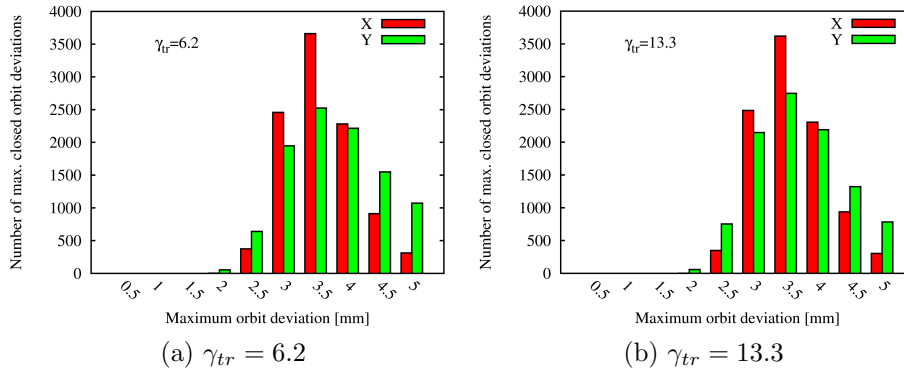 Number of max. closed orbit deviations
4000
3500
3000
2500
2000
1500
1000
500
0
γtr=6.2
X
Y
0.5 1 1.5 2 2.5 3 3.5 4 4.5 5
Maximum orbit deviation [mm]
(a) γtr = 6.2
Number of max. closed orbit deviations
4000
3500
3000
2500
2000
1500
1000
500
0
γtr=13.3
X
Y
0.5 1 1.5 2 2.5 3 3.5 4 4.5 5
Maximum orbit deviation [mm]
(b) γtr = 13.3